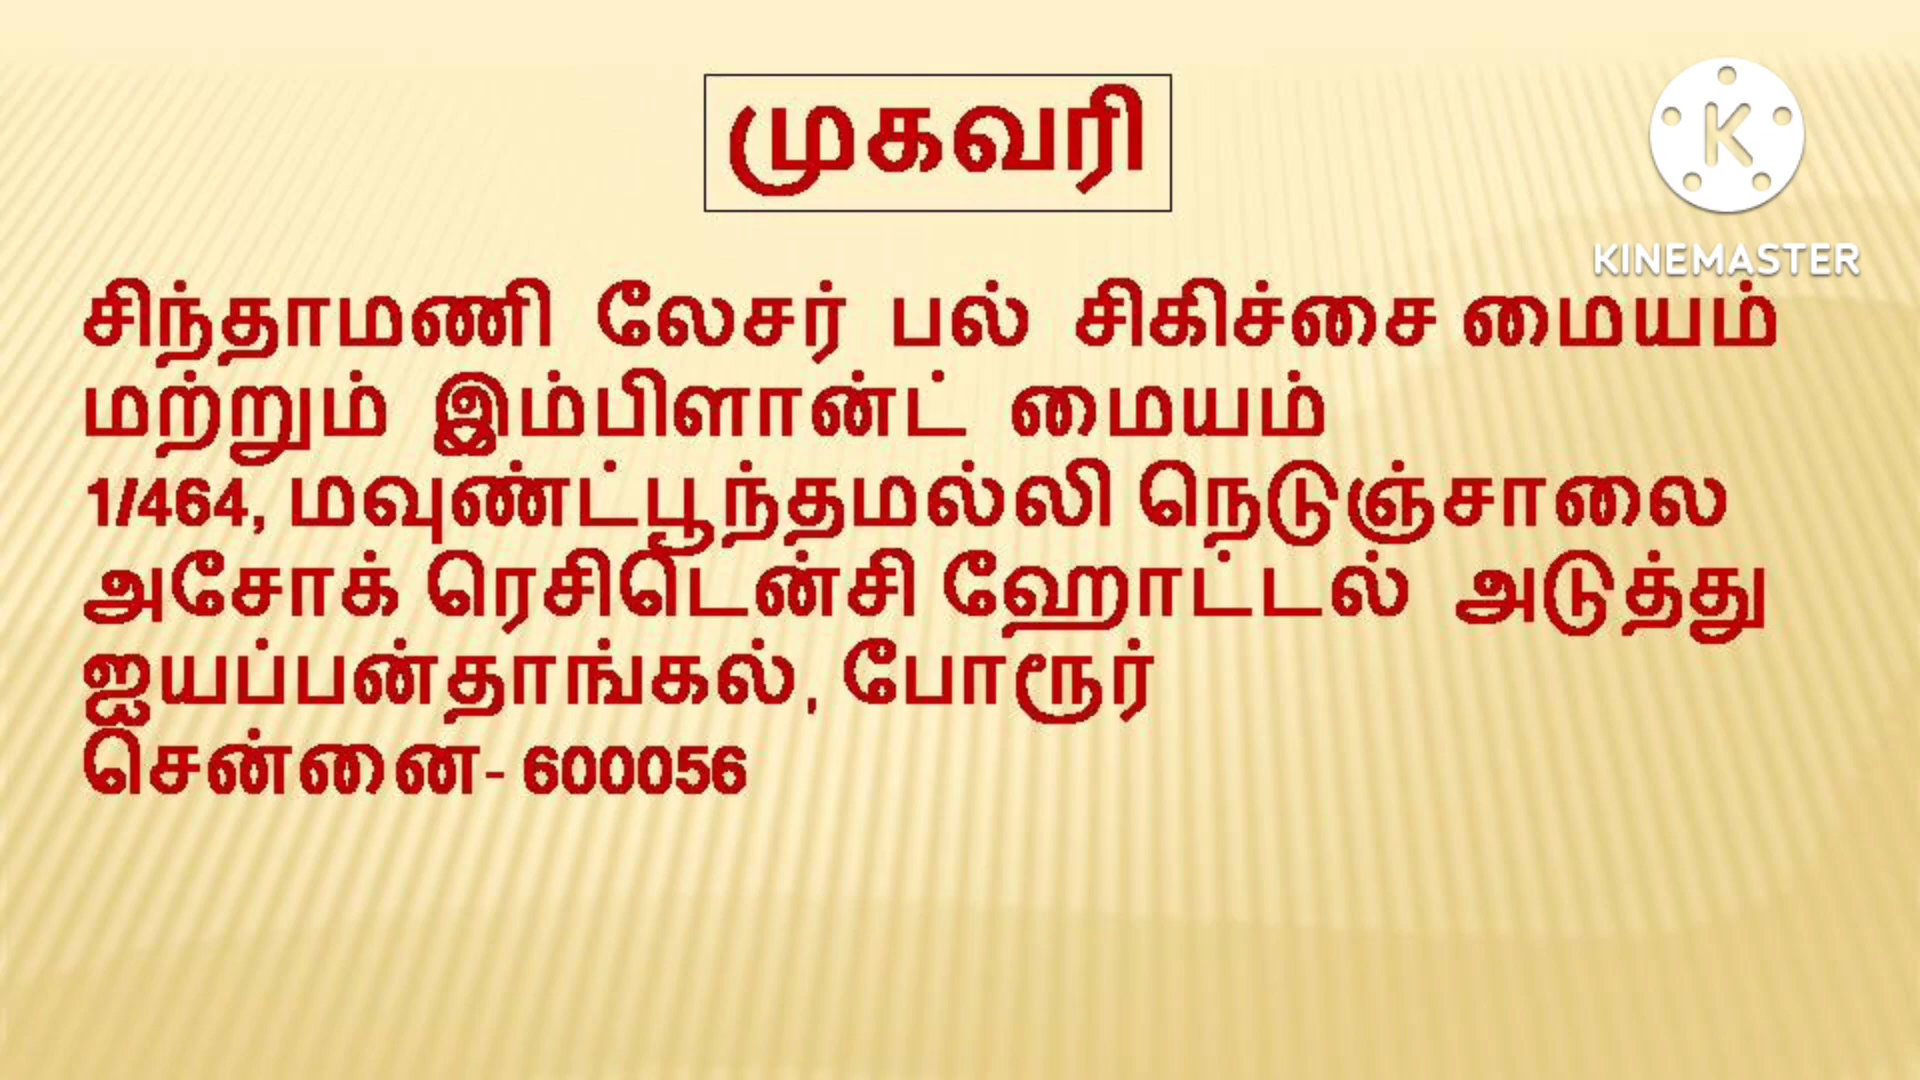 முகவரி
KINEMASTER
சிந்தாமணி லேசர் பல் சிகிச்சை மையம்
மற்றும் இம்பிளான்ட் மையம்
1/464, மவுண்ட்பூந்தமல்லி நெடுஞ்சாலை
அசோக் ரெசிடென்சி ஹோட்டல் அடுத்து
ஐயப்பன்தாங்கல், போரூர்
சென்னை- 600056